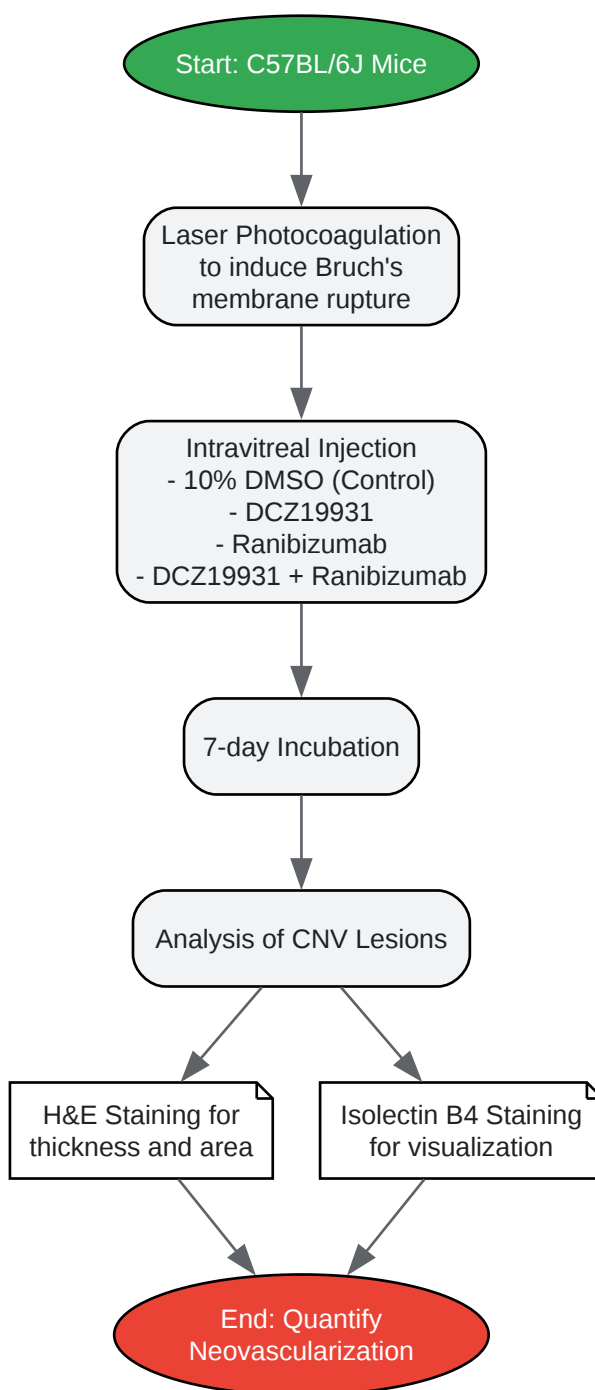 Start: C57BL/6J Mice
Laser Photocoagulation
to induce Bruch's
membrane rupture
Intravitreal Injection
- 10% DMSO (Control)
- DCZ19931
- Ranibizumab
- DCZ19931 + Ranibizumab
7-day Incubation
Analysis of CNV Lesions
H&E Staining for
thickness and area
Isolectin B4 Staining
for visualization
End: Quantify
Neovascularization